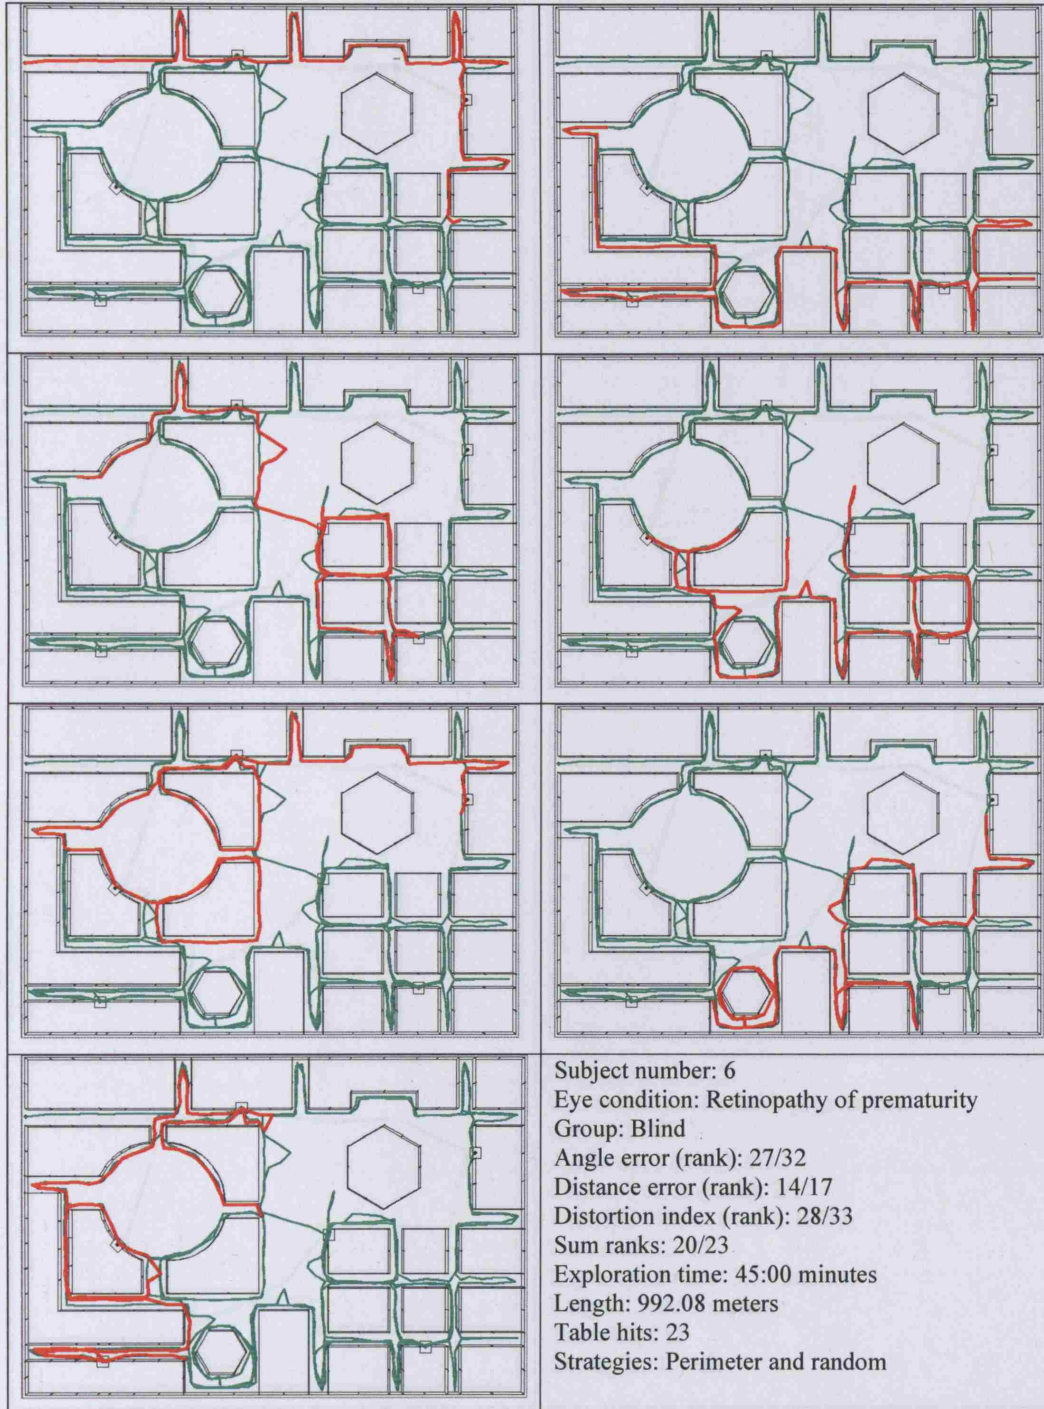 Subject number: 6
Eye condition: Retinopathy of prematurity
Group: Blind
Angle error (rank): 27/32
Distance error (rank): 14/17
Distortion index (rank): 28/33
Sum ranks: 20/23
Exploration time: 45:00 minutes
Length: 992.08 meters
Table hits: 23
Strategies: Perimeter and random